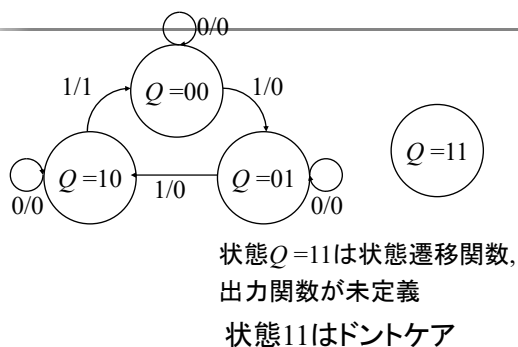 0/0
1/1
Q =00
1/0
Q =10
1/0
Q =01
Q =11
0/0
0/0
状態Q =11は状態遷移関数,
出力関数が未定義
状態11はドントケア